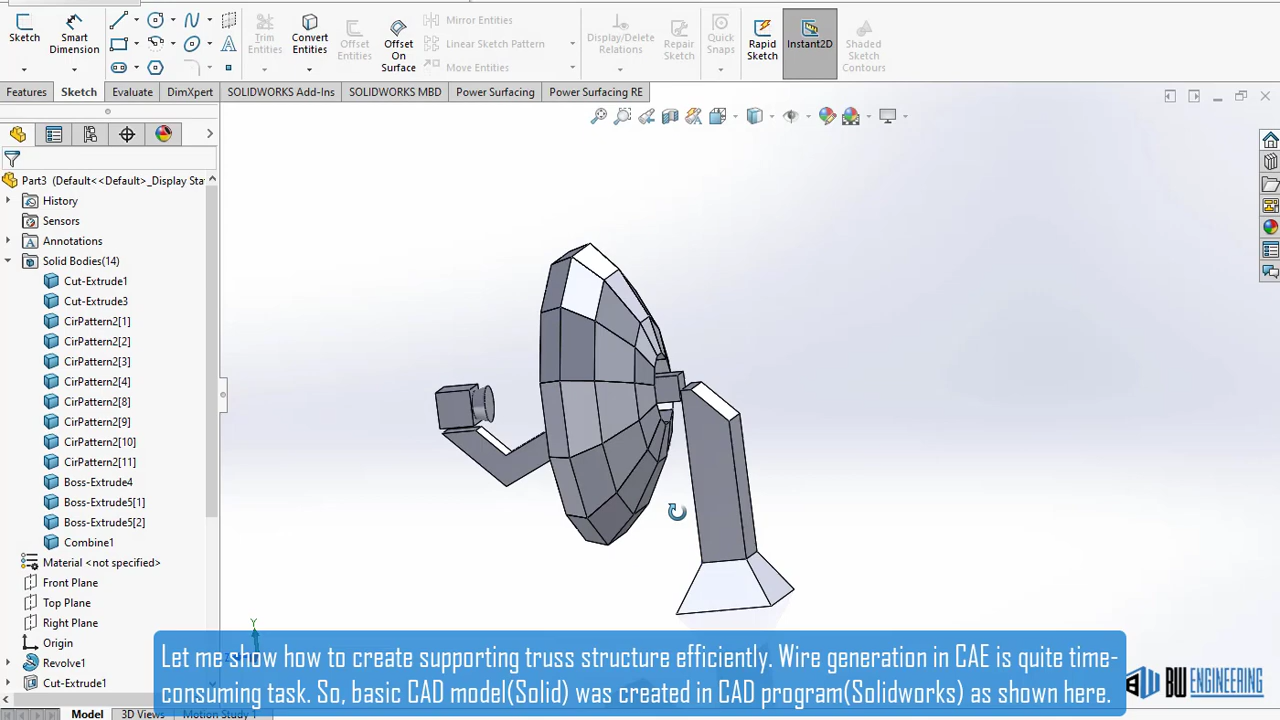 Sketch
Smart Dimension
Trim Entities
Convert Entities
Offset Entities
Offset On Surface
Mirror Entities
Linear Sketch Pattern
Move Entities
Display/Delete Relations
Repair Sketch
Quick Snaps
Rapid Sketch
Instant2D
Shaded Sketch Contours
Features
Sketch
Evaluate
DimXpert
SOLIDWORKS Add-Ins
SOLIDWORKS MBD
Power Surfacing
Power Surfacing RE
Part3 (Default<<Default>_Display Sta
History
Sensors
Annotations
Solid Bodies(14)
Cut-Extrude1
Cut-Extrude3
CirPattern2[1]
CirPattern2[2]
CirPattern2[3]
CirPattern2[4]
CirPattern2[8]
CirPattern2[9]
CirPattern2[10]
CirPattern2[11]
Boss-Extrude4
Boss-Extrude5[1]
Boss-Extrude5[2]
Combine1
Material <not specified>
Front Plane
Top Plane
Right Plane
Origin
Revolve1
Cut-Extrude1
Y
Let me show how to create supporting truss structure efficiently. Wire generation in CAE is quite time-
consuming task. So, basic CAD model(Solid) was created in CAD program(Solidworks) as shown here.
BW ENGINEERING
Model
3D Views
Motion Study 1